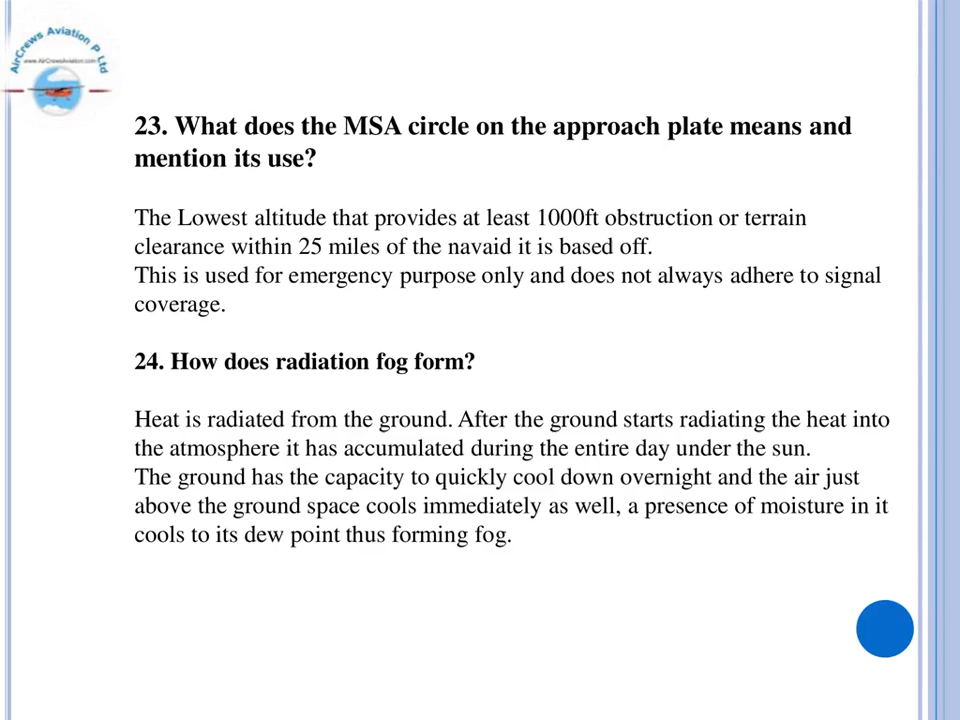 AirCrews Aviation P Ltd
www.AirCrewsAviation.com
23. What does the MSA circle on the approach plate means and
mention its use?
The Lowest altitude that provides at least 1000ft obstruction or terrain
clearance within 25 miles of the navaid it is based off.
This is used for emergency purpose only and does not always adhere to signal
coverage.
24. How does radiation fog form?
Heat is radiated from the ground. After the ground starts radiating the heat into
the atmosphere it has accumulated during the entire day under the sun.
The ground has the capacity to quickly cool down overnight and the air just
above the ground space cools immediately as well, a presence of moisture in it
cools to its dew point thus forming fog.